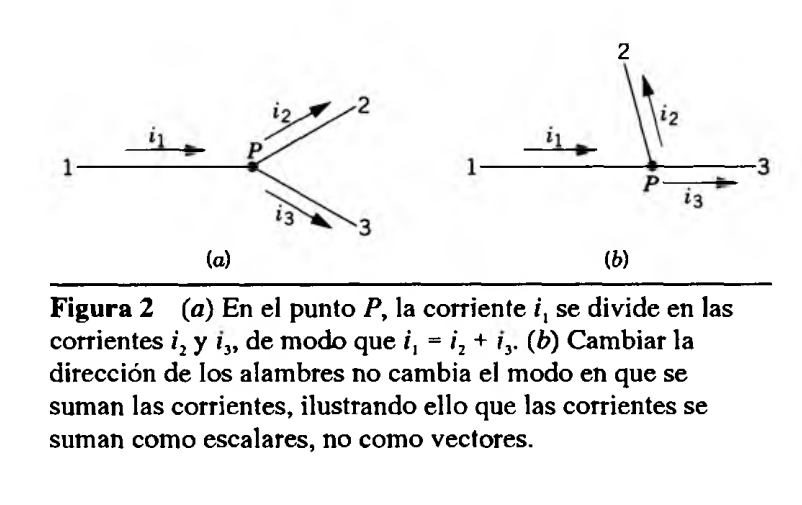 2
i₂
2
i₁
i₂
i₁
P
1
1
3
P
i₃
i₃
3
(a)
(b)
Figura 2 (a) En el punto P, la corriente i₁ se divide en las
corrientes i₂ y i₃, de modo que i₁ = i₂ + i₃. (b) Cambiar la
dirección de los alambres no cambia el modo en que se
suman las corrientes, ilustrando ello que las corrientes se
suman como escalares, no como vectores.